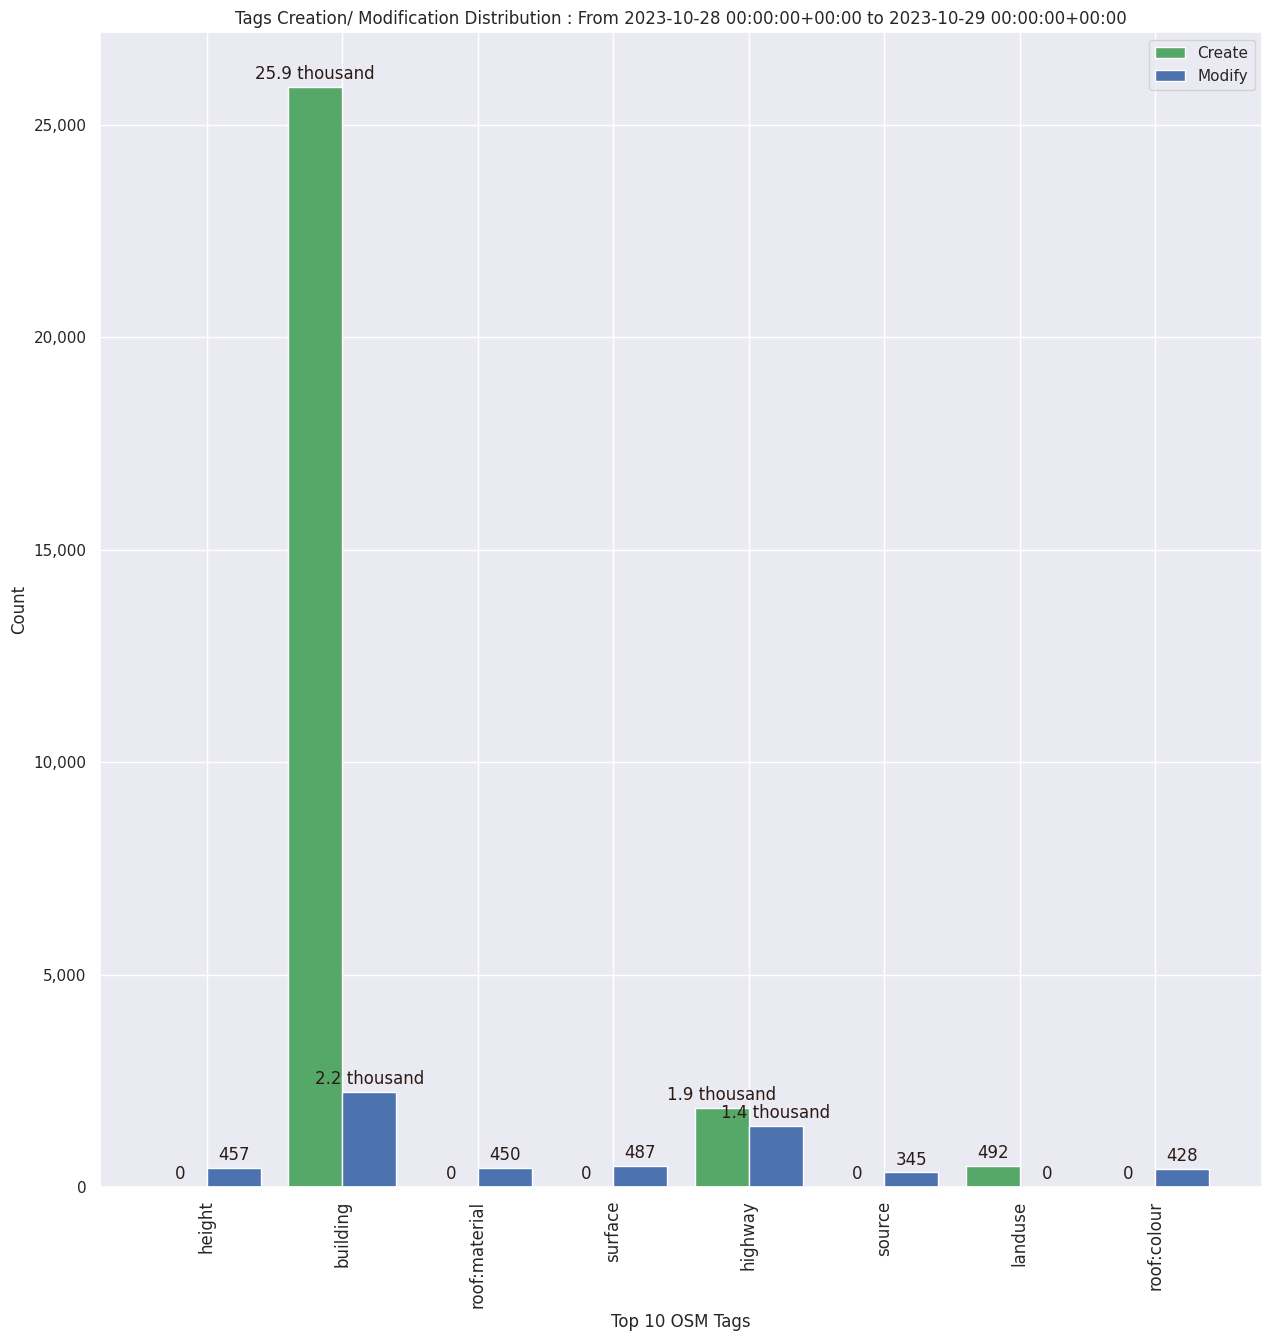 Tags Creation/ Modification Distribution : From 2023-10-28 00:00:00+00:00 to 2023-10-29 00:00:00+00:00
Create
Modify
25.9 thousand
25,000
20,000
15,000
10,000
5,000
0
Count
2.2 thousand
1.9 thousand
1.4 thousand
0
457
0
450
0
487
0
345
492
0
0
428
height
building
roof:material
surface
highway
source
landuse
roof:colour
Top 10 OSM Tags